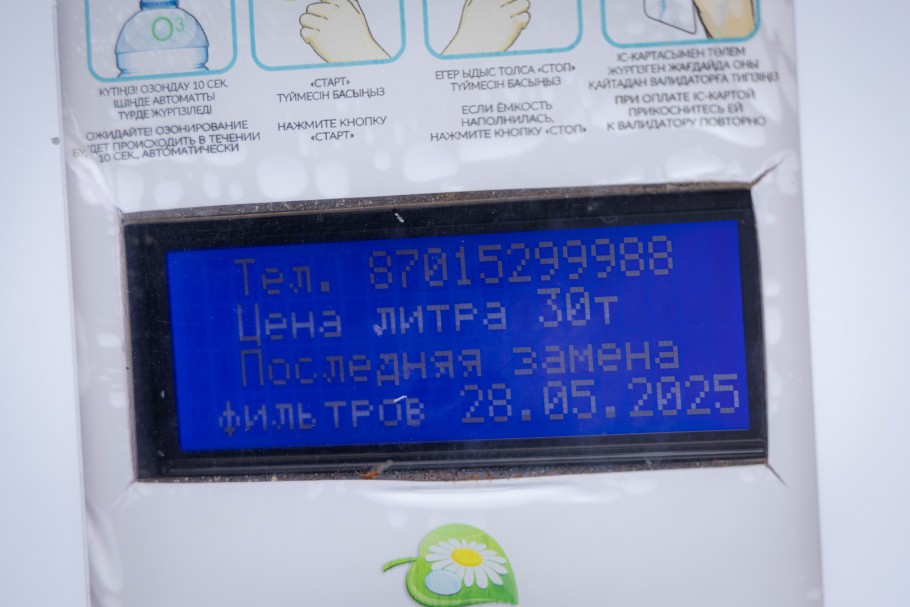 O³
КҮТІҢІЗ! ОЗОНДАУ 10 СЕК.
ІШІНДЕ АВТОМАТТЫ
ТҮРДЕ ЖҮРГІЗІЛЕДІ
ОЖИДАЙТЕ! ОЗОНИРОВАНИЕ
БУДЕТ ПРОИСХОДИТЬ В ТЕЧЕНИИ
10 СЕК., АВТОМАТИЧЕСКИ
«СТАРТ»
ТҮЙМЕСІН БАСЫҢЫЗ
НАЖМИТЕ КНОПКУ
«СТАРТ»
ЕГЕР ЫДЫС ТОЛСА «СТОП»
ТҮЙМЕСІН БАСЫҢЫЗ
ЕСЛИ ЁМКОСТЬ
НАПОЛНИЛАСЬ,
НАЖМИТЕ КНОПКУ «СТОП»
ІС-КАРТАСЫМЕН ТӨЛЕМ
ЖҮРГІЗГЕН ЖАҒДАЙДА ОНЫ
ҚАЙТАДАН ВАЛИДАТОРҒА ТИГІЗІҢІЗ
ПРИ ОПЛАТЕ IC-КАРТОЙ
ПРИКОСНИТЕСЬ ЕЙ
К ВАЛИДАТОРУ ПОВТОРНО
Тел. 87015299988
Цена литра 30т
Последняя замена
фильтров 28.05.2025